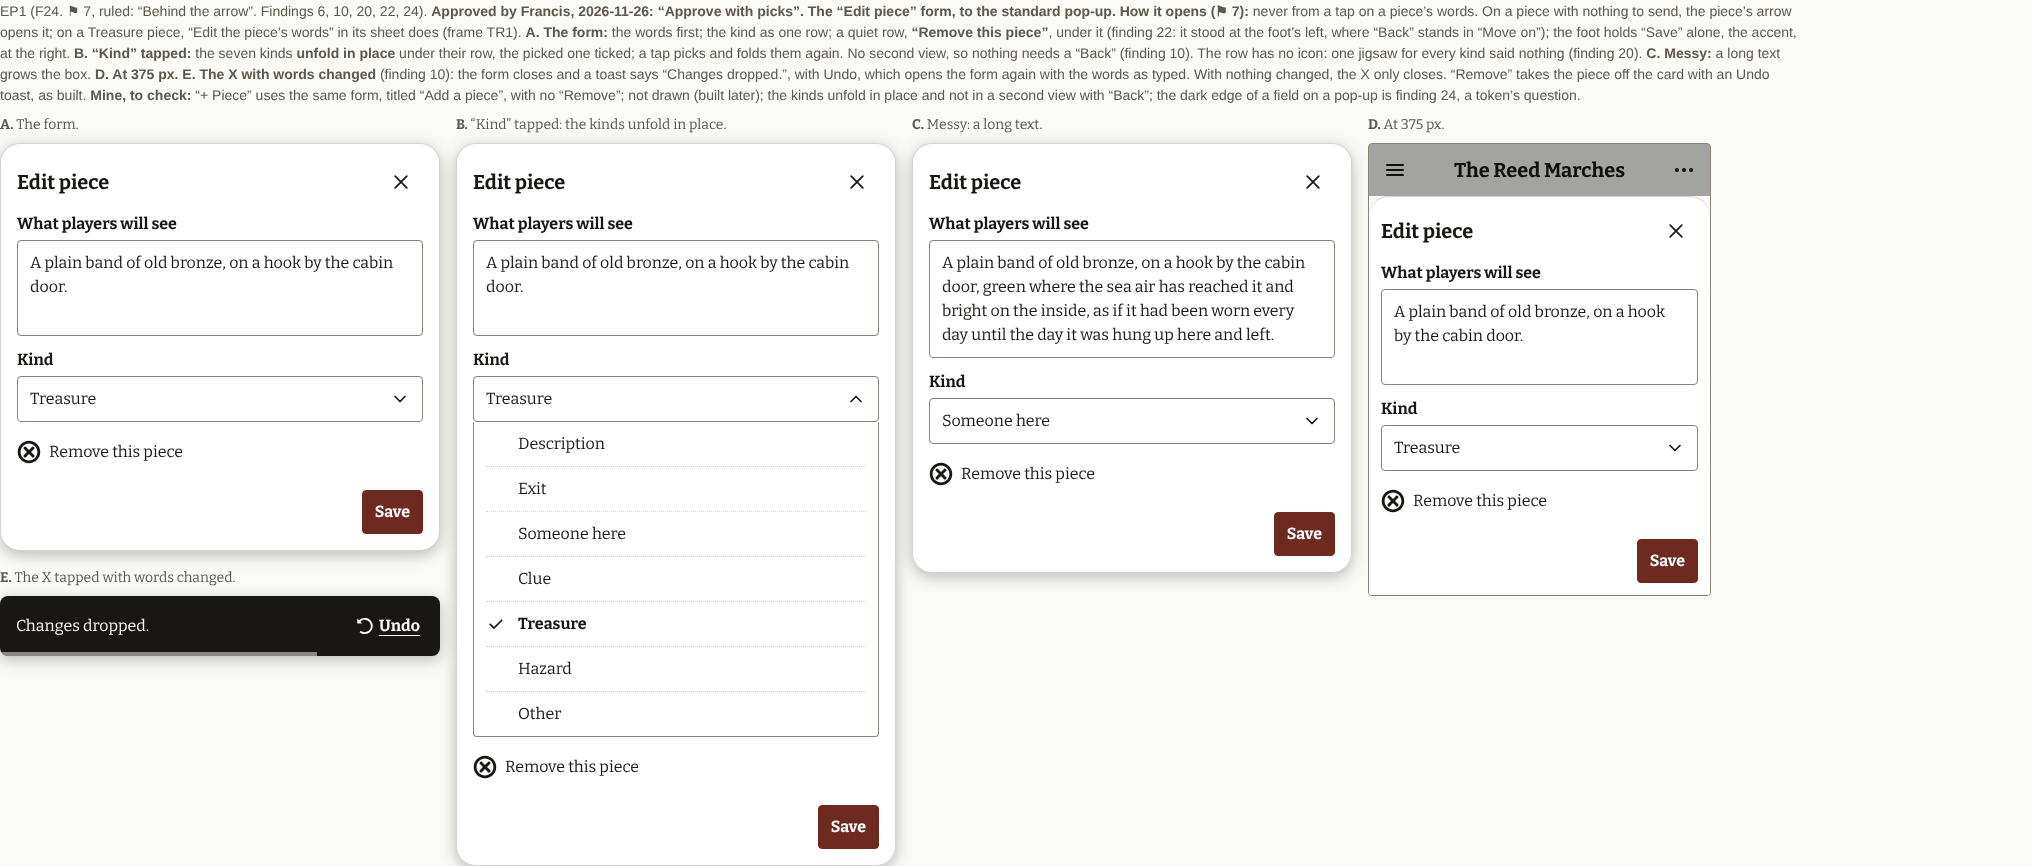 EP1 (F24. ⚑ 7, ruled: “Behind the arrow”. Findings 6, 10, 20, 22, 24). Approved by Francis, 2026-11-26: “Approve with picks”. The “Edit piece” form, to the standard pop-up. How it opens (⚑ 7): never from a tap on a piece’s words. On a piece with nothing to send, the piece’s arrow
opens it; on a Treasure piece, “Edit the piece’s words” in its sheet does (frame TR1). A. The form: the words first; the kind as one row; a quiet row, “Remove this piece”, under it (finding 22: it stood at the foot’s left, where “Back” stands in “Move on”); the foot holds “Save” alone, the accent,
at the right. B. “Kind” tapped: the seven kinds unfold in place under their row, the picked one ticked; a tap picks and folds them again. No second view, so nothing needs a “Back” (finding 10). The row has no icon: one jigsaw for every kind said nothing (finding 20). C. Messy: a long text
grows the box. D. At 375 px. E. The X with words changed (finding 10): the form closes and a toast says “Changes dropped.”, with Undo, which opens the form again with the words as typed. With nothing changed, the X only closes. “Remove” takes the piece off the card with an Undo
toast, as built. Mine, to check: “+ Piece” uses the same form, titled “Add a piece”, with no “Remove”; not drawn (built later); the kinds unfold in place and not in a second view with “Back”; the dark edge of a field on a pop-up is finding 24, a token’s question.
A. The form.
Edit piece
What players will see
A plain band of old bronze, on a hook by the cabin
door.
Kind
Treasure
Remove this piece
Save
E. The X tapped with words changed.
Changes dropped.
Undo
B. “Kind” tapped: the kinds unfold in place.
Edit piece
What players will see
A plain band of old bronze, on a hook by the cabin
door.
Kind
Treasure
Description
Exit
Someone here
Clue
Treasure
Hazard
Other
Remove this piece
Save
C. Messy: a long text.
Edit piece
What players will see
A plain band of old bronze, on a hook by the cabin
door, green where the sea air has reached it and
bright on the inside, as if it had been worn every
day until the day it was hung up here and left.
Kind
Someone here
Remove this piece
Save
D. At 375 px.
The Reed Marches
Edit piece
What players will see
A plain band of old bronze, on a hook
by the cabin door.
Kind
Treasure
Remove this piece
Save